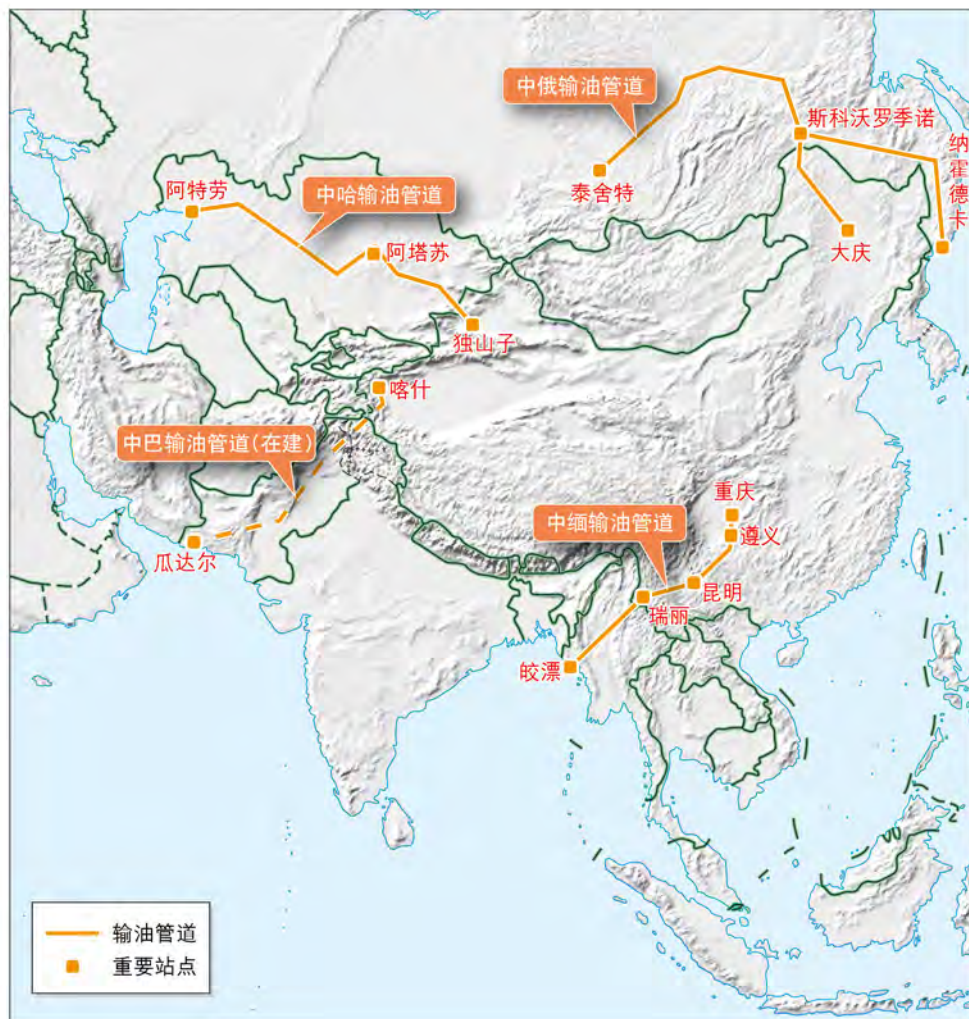 中俄输油管道
斯科沃罗季诺
纳霍德卡
泰舍特
大庆
阿特劳
中哈输油管道
阿塔苏
独山子
喀什
中巴输油管道(在建)
瓜达尔
中缅输油管道
重庆
遵义
昆明
瑞丽
皎漂
输油管道
重要站点